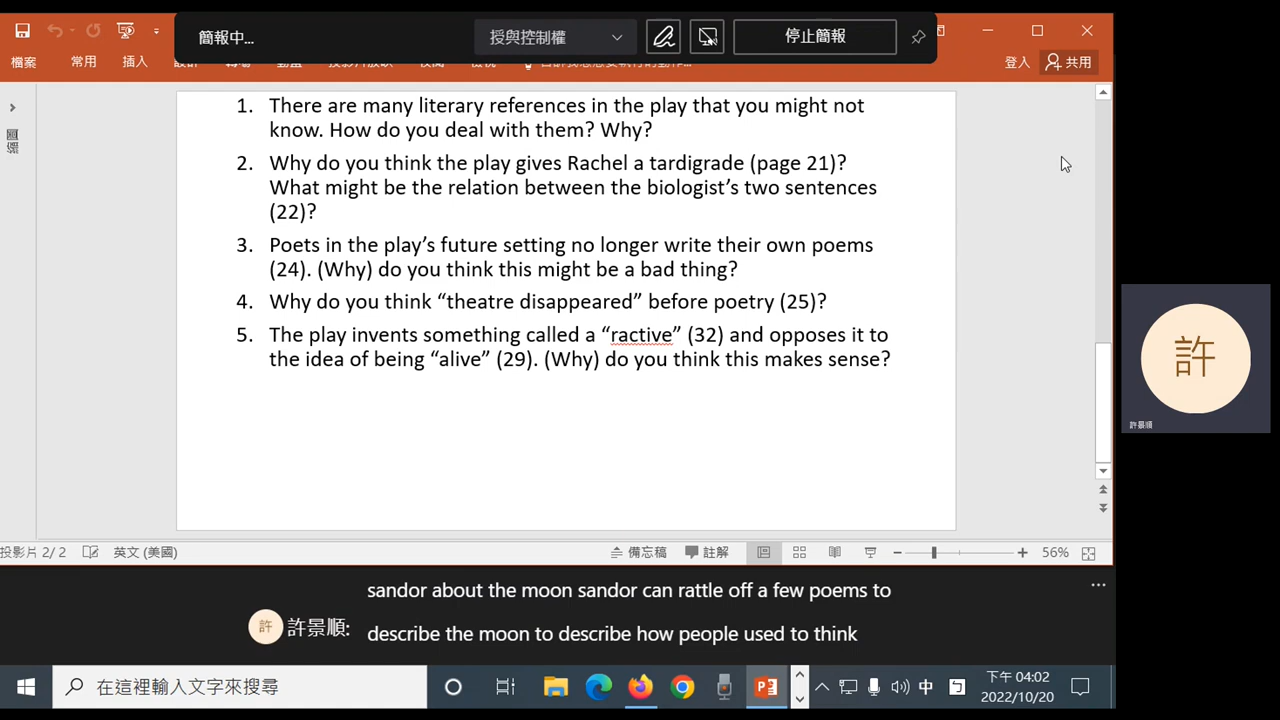 簡報中...
授與控制權
停止簡報
檔案
常用
插入
登入
共用
1. There are many literary references in the play that you might not
know. How do you deal with them? Why?
2. Why do you think the play gives Rachel a tardigrade (page 21)?
What might be the relation between the biologist’s two sentences
(22)?
3. Poets in the play’s future setting no longer write their own poems
(24). (Why) do you think this might be a bad thing?
4. Why do you think “theatre disappeared” before poetry (25)?
5. The play invents something called a “ractive” (32) and opposes it to
the idea of being “alive” (29). (Why) do you think this makes sense?
許
許景順
投影片 2/ 2
英文 (美國)
備忘稿
註解
56%
sandor about the moon sandor can rattle off a few poems to
許
許景順:
describe the moon to describe how people used to think
在這裡輸入文字來搜尋
中
下午 04:02
2022/10/20